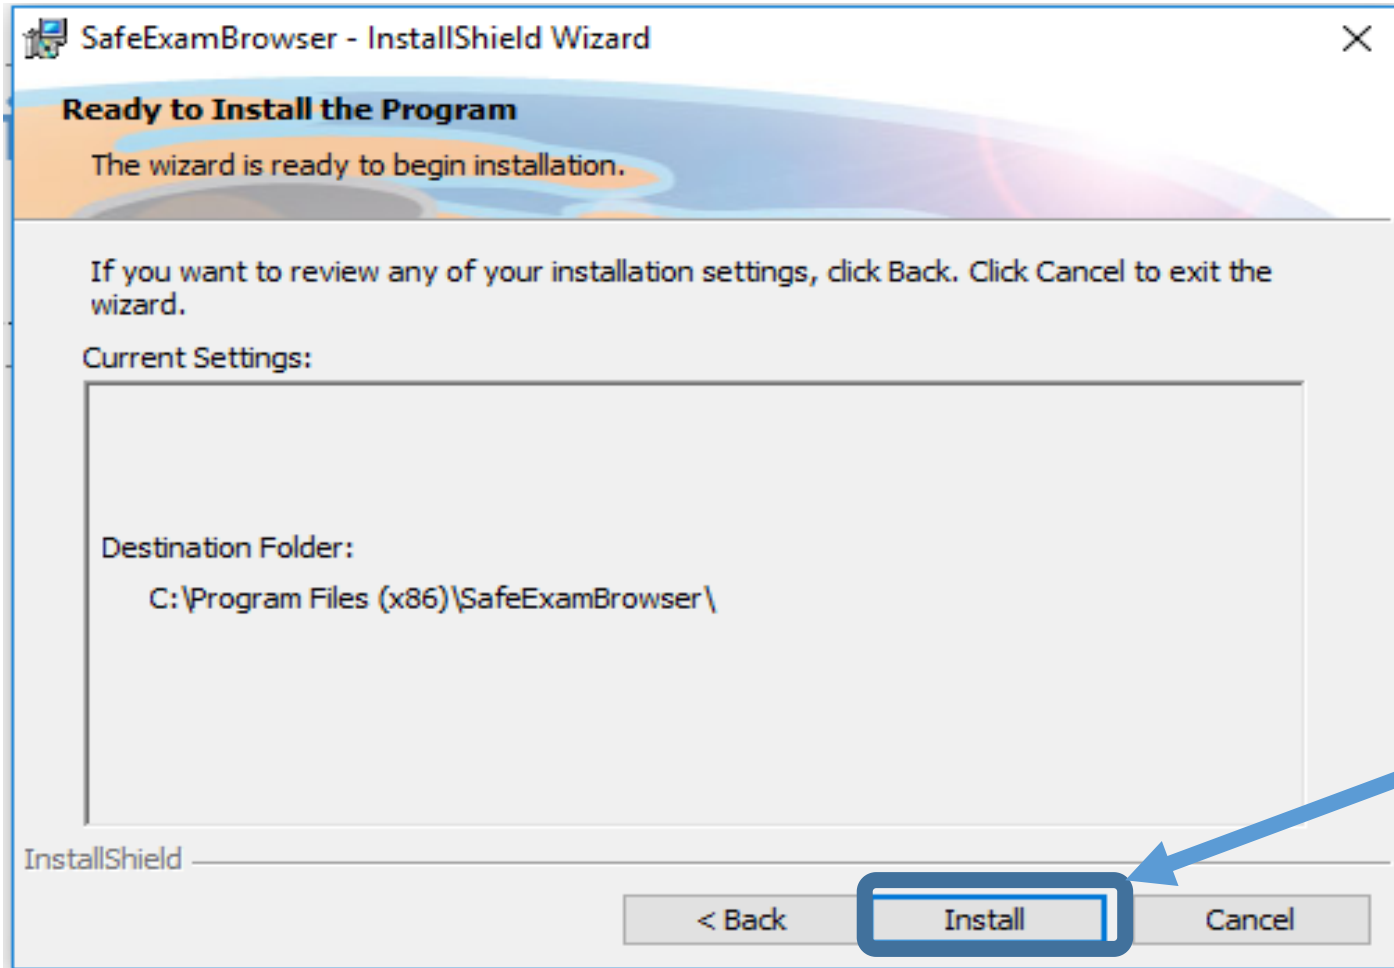 SafeExamBrowser - InstallShield Wizard
Ready to Install the Program
The wizard is ready to begin installation.
If you want to review any of your installation settings, click Back. Click Cancel to exit the
wizard.
Current Settings:
Destination Folder:
C:\Program Files (x86)\SafeExamBrowser\
InstallShield
< Back
Install
Cancel